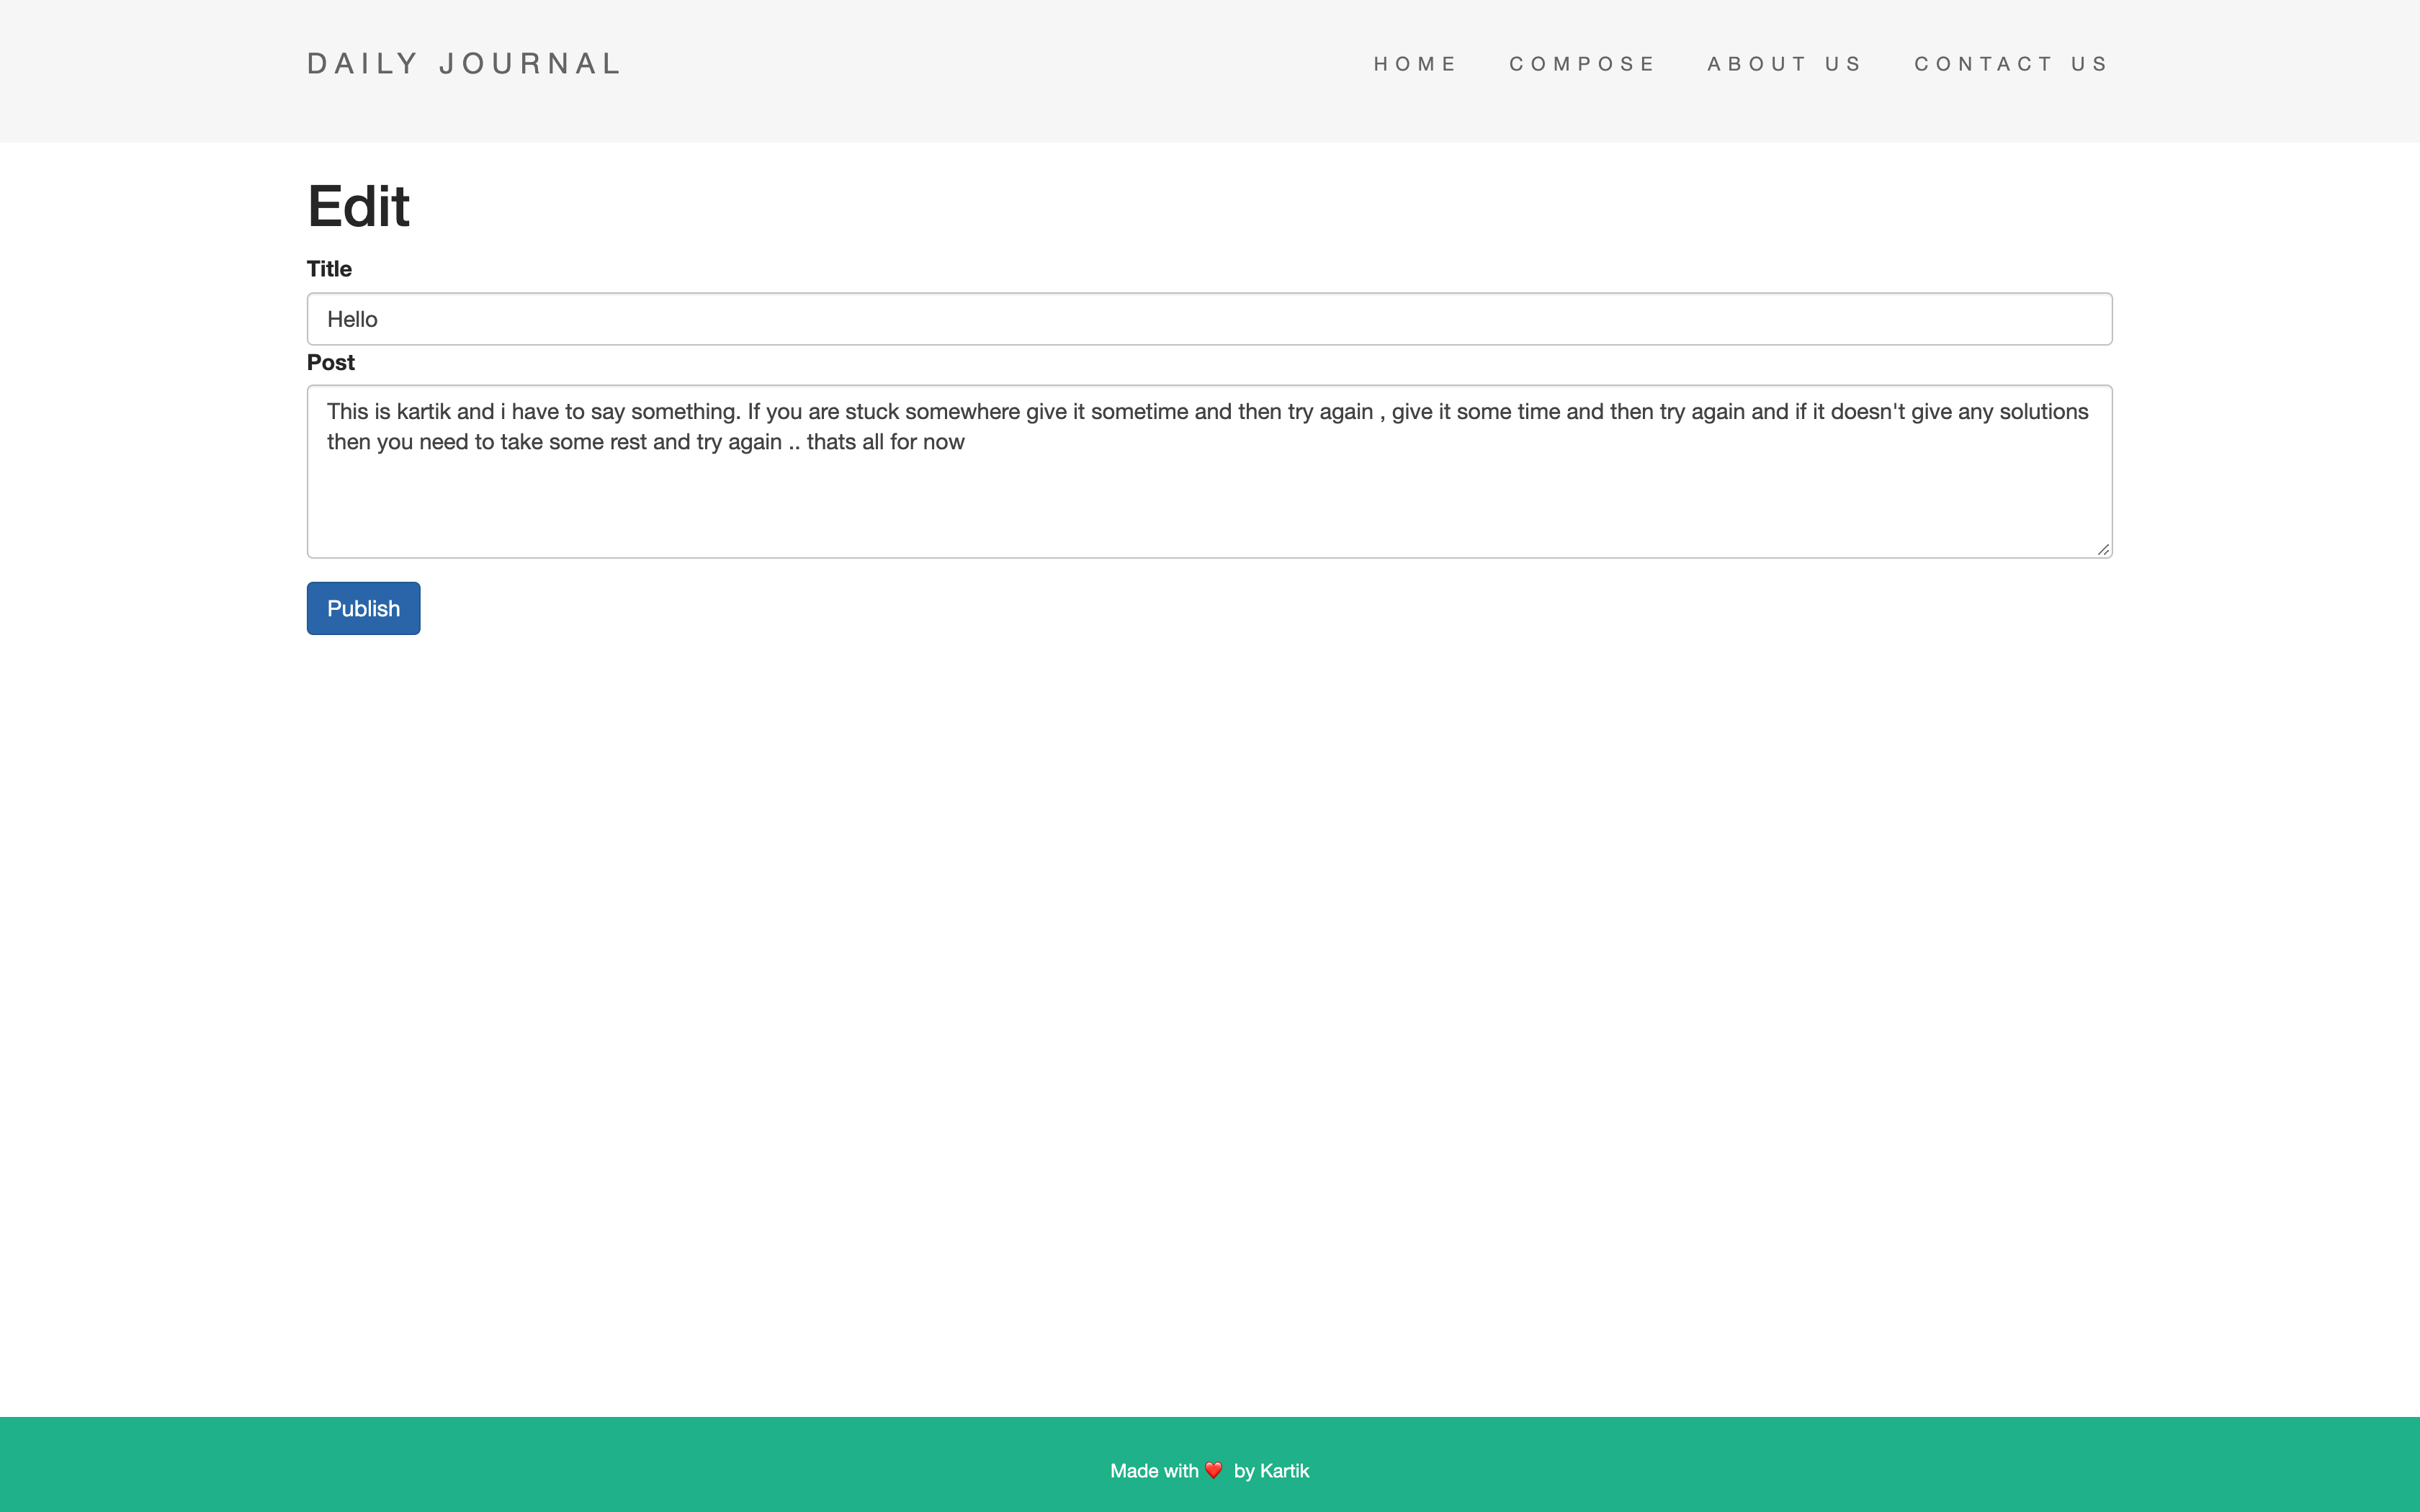 DAILY JOURNAL
HOME COMPOSE ABOUT US CONTACT US
Edit
Title
Hello
Post
This is kartik and i have to say something. If you are stuck somewhere give it sometime and then try again , give it some time and then try again and if it doesn't give any solutions
then you need to take some rest and try again .. thats all for now
Publish
Made with ❤️ by Kartik